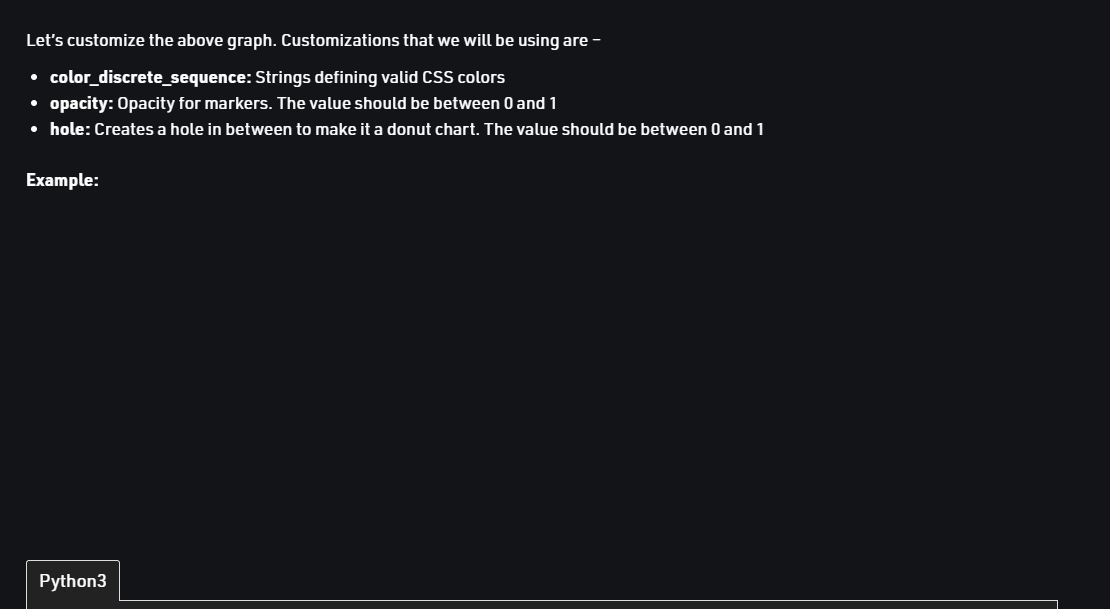 Let's customize the above graph. Customizations that we will be using are –
• color_discrete_sequence: Strings defining valid CSS colors
• opacity: Opacity for markers. The value should be between 0 and 1
• hole: Creates a hole in between to make it a donut chart. The value should be between 0 and 1
Example:
Python3